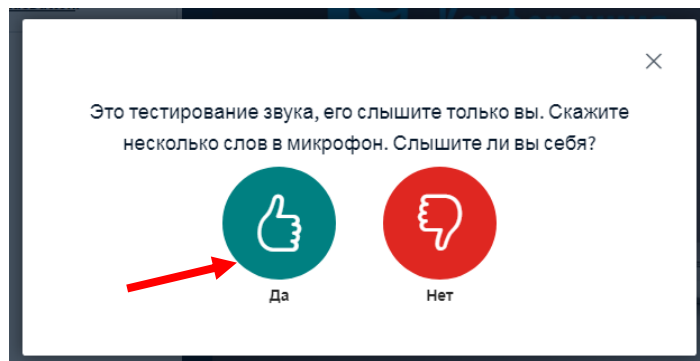 Это тестирование звука, его слышите только вы. Скажите
несколько слов в микрофон. Слышите ли вы себя?
Да
Нет